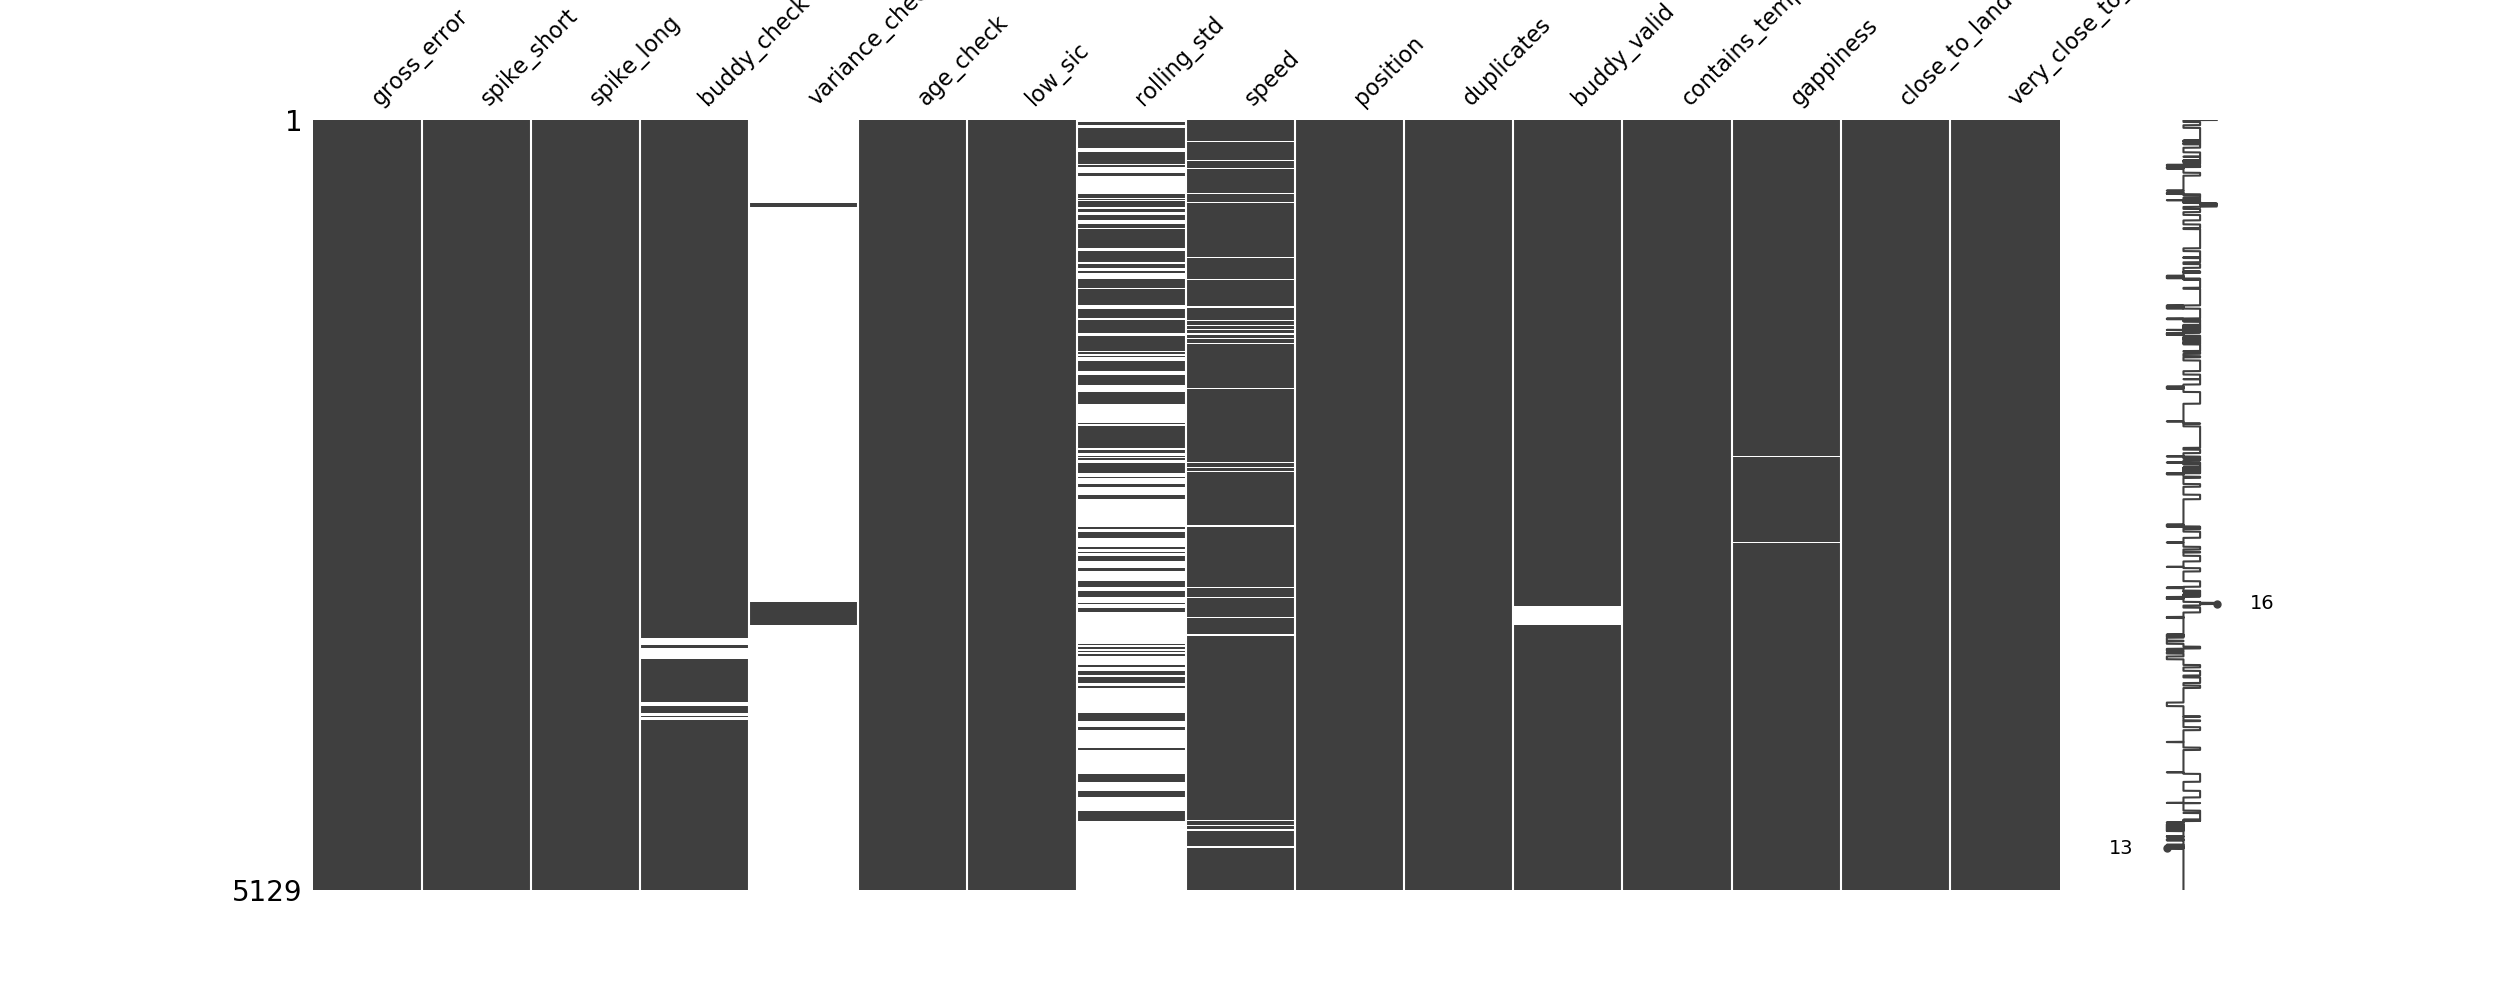 gross_error
spike_short
spike_long
buddy_check
age_check
low_sic
rolling_std
speed
position
duplicates
buddy_valid
gappiness
close_to_land
1
16
13
5129